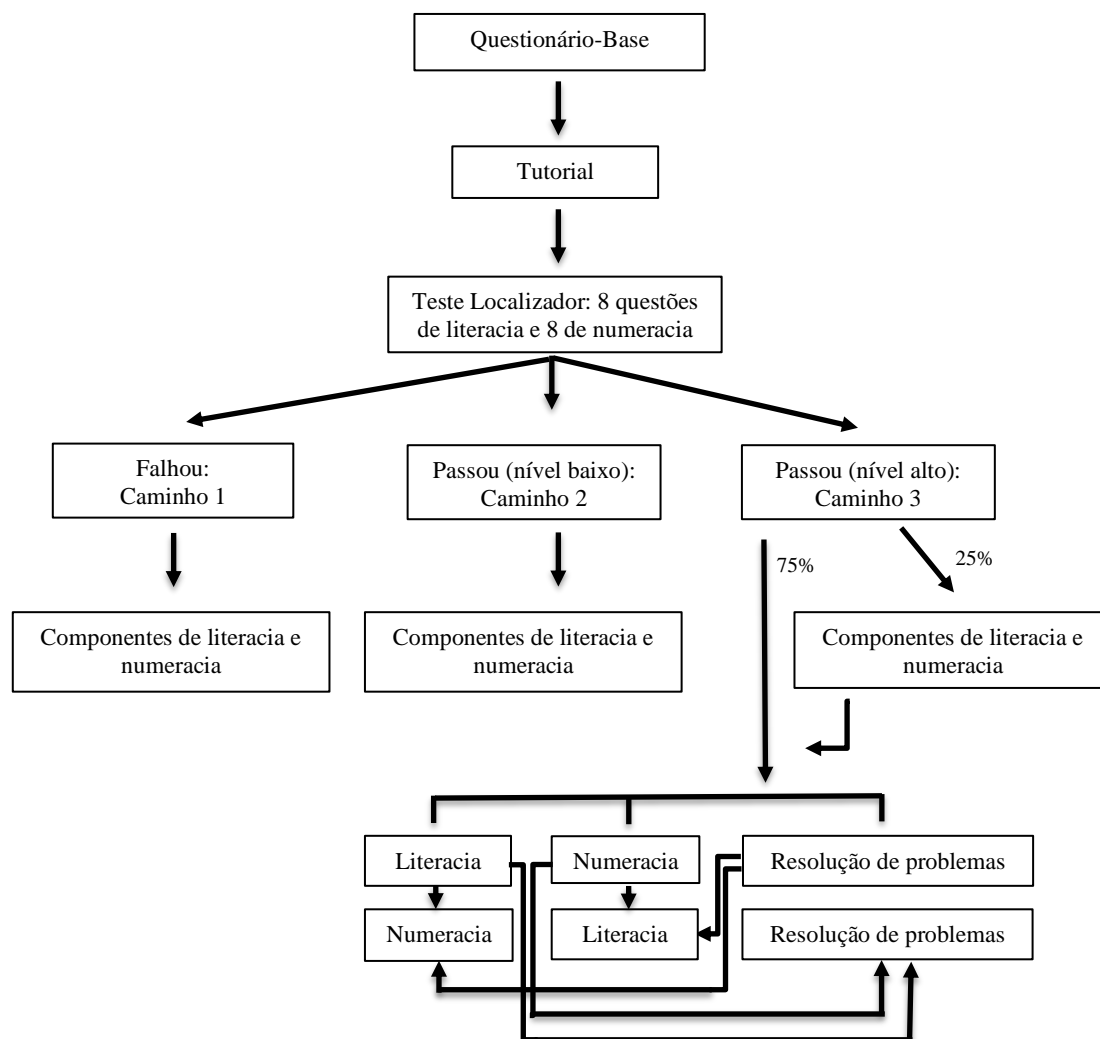 Questionário-Base
Tutorial
Teste Localizador: 8 questões
de literacia e 8 de numeracia
Falhou:
Caminho 1
Passou (nível baixo):
Caminho 2
Passou (nível alto):
Caminho 3
75%
25%
Componentes de literacia e
numeracia
Componentes de literacia e
numeracia
Componentes de literacia e
numeracia
Literacia
Numeracia
Resolução de problemas
Numeracia
Literacia
Resolução de problemas